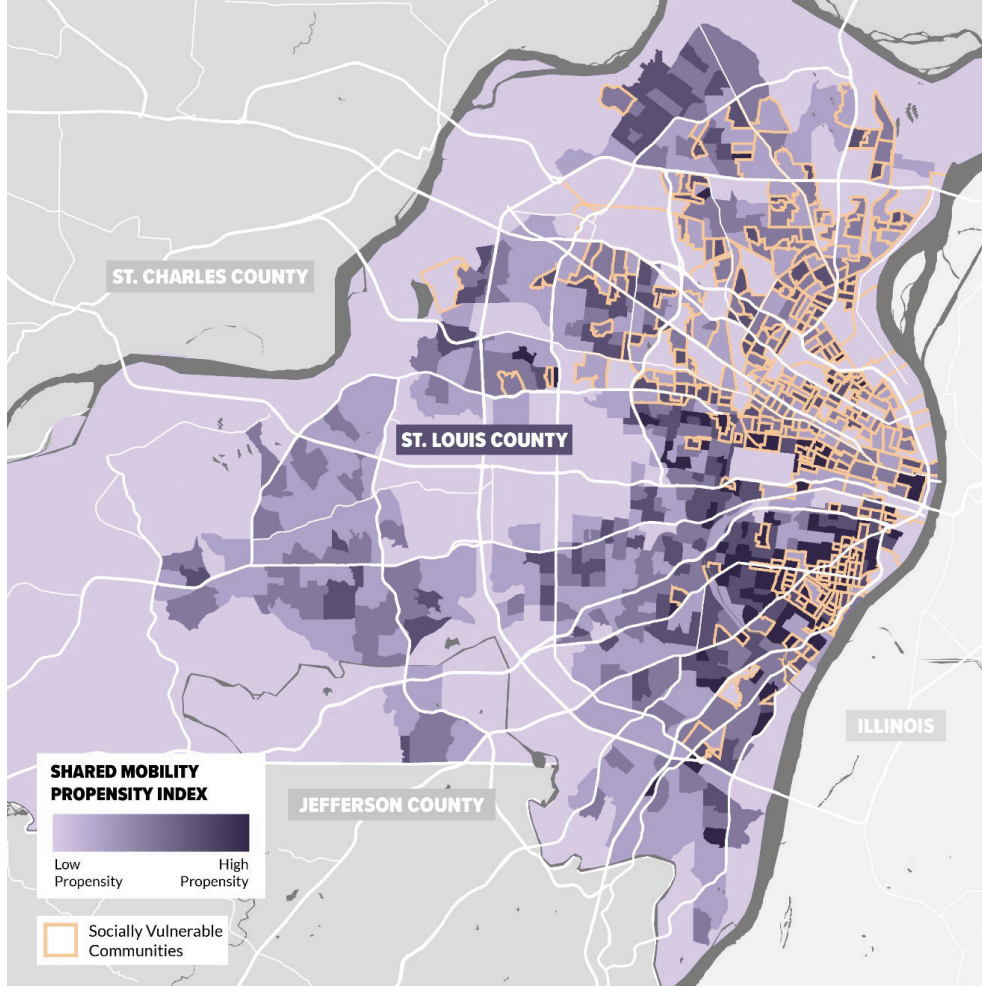 ST. CHARLES COUNTY
ST. LOUIS COUNTY
ILLINOIS
JEFFERSON COUNTY
SHARED MOBILITY
PROPENSITY INDEX
Low High
Propensity Propensity
Socially Vulnerable
Communities